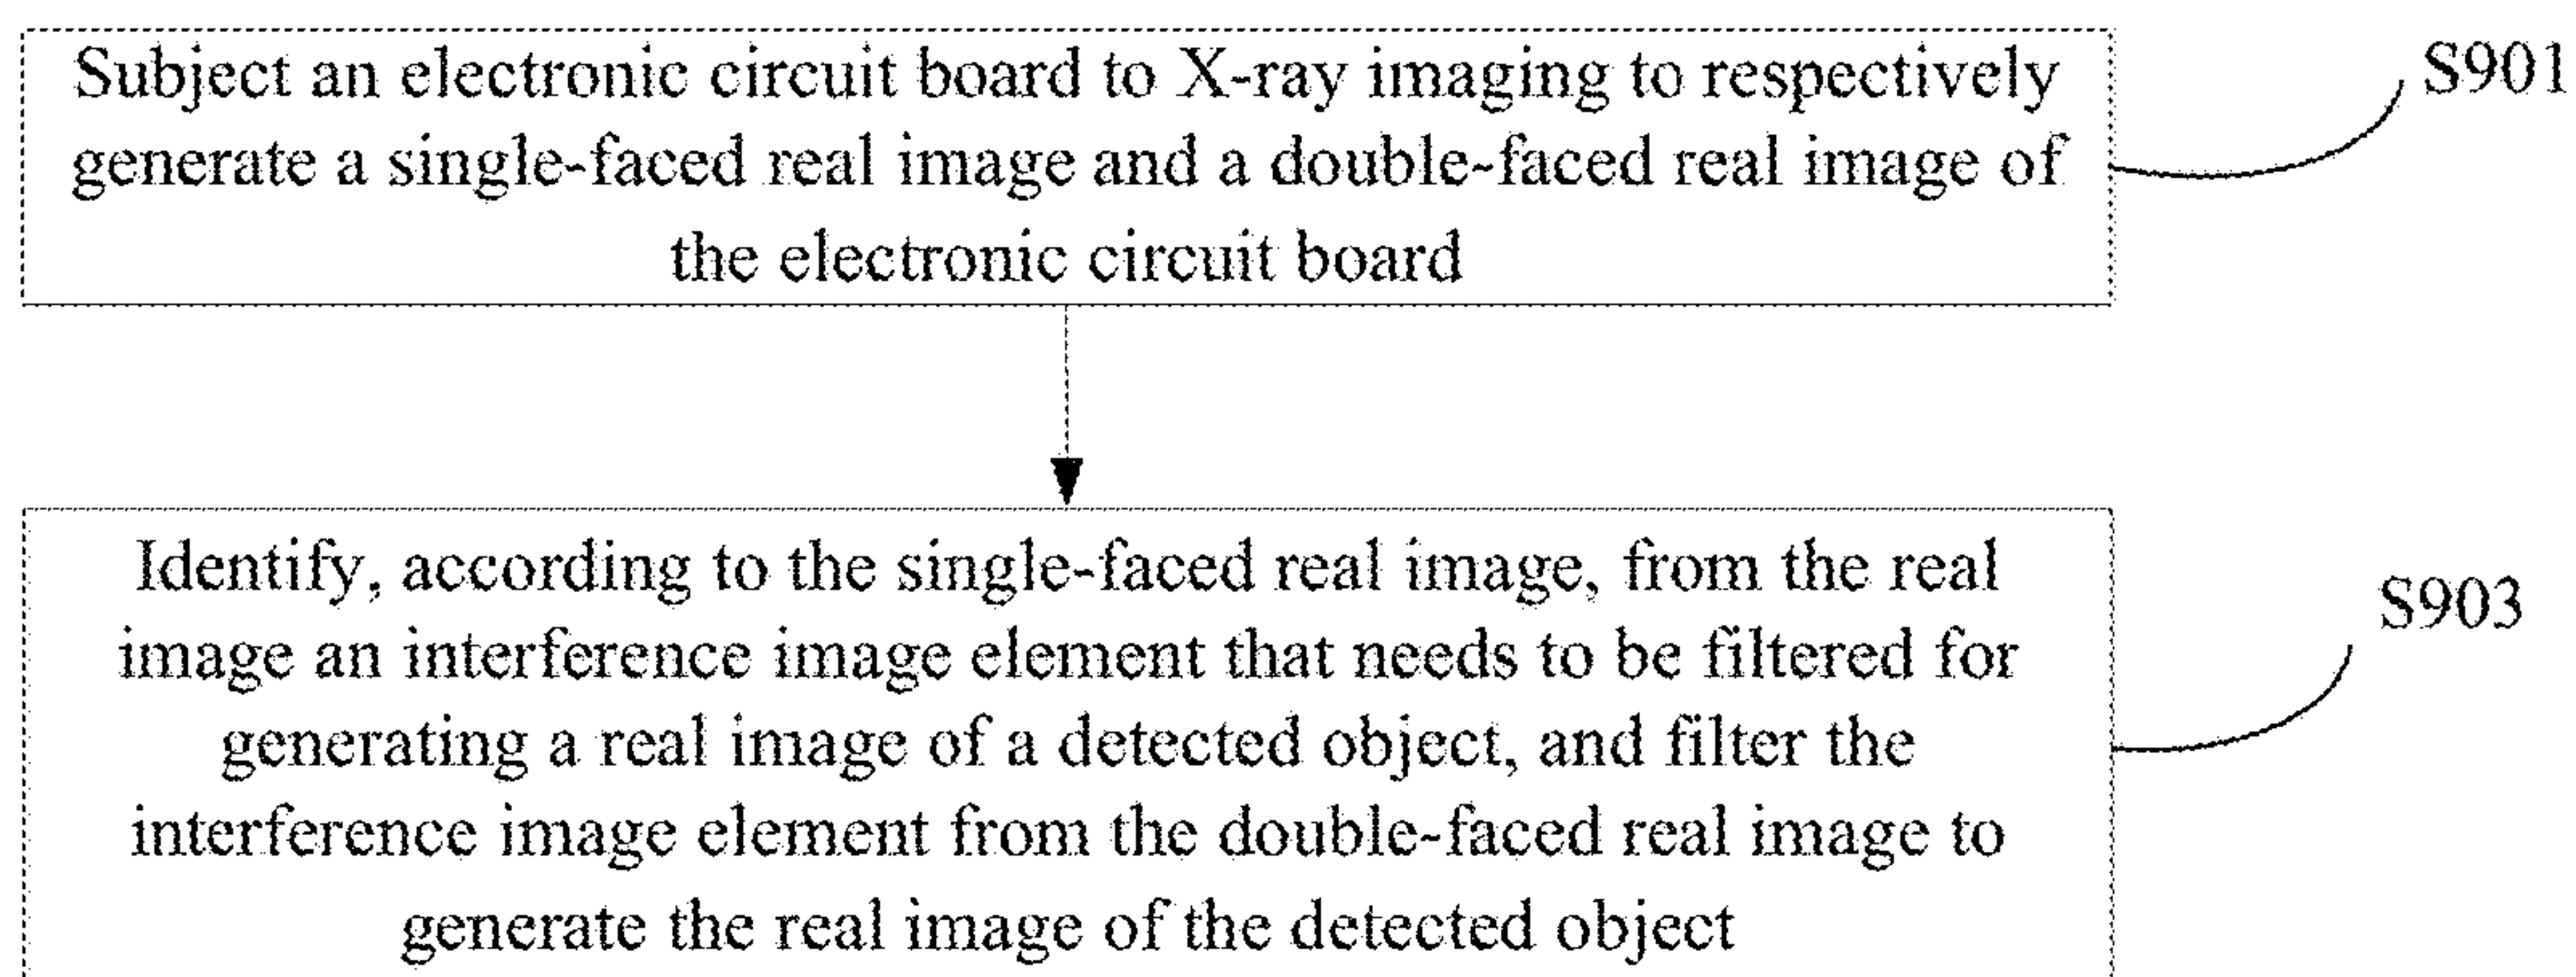 Subject an electronic circuit board to X-ray imaging to respectively
generate a single-faced real image and a double-faced real image of
the electronic circuit board
S901
Identify, according to the single-faced real image, from the real
image an interference image element that needs to be filtered for
generating a real image of a detected object, and filter the
interference image element from the double-faced real image to
generate the real image of the detected object
S903